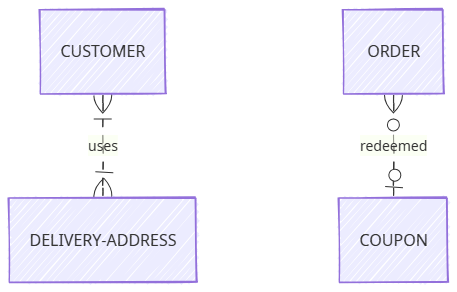 CUSTOMER
ORDER
uses
redeemed
DELIVERY-ADDRESS
COUPON